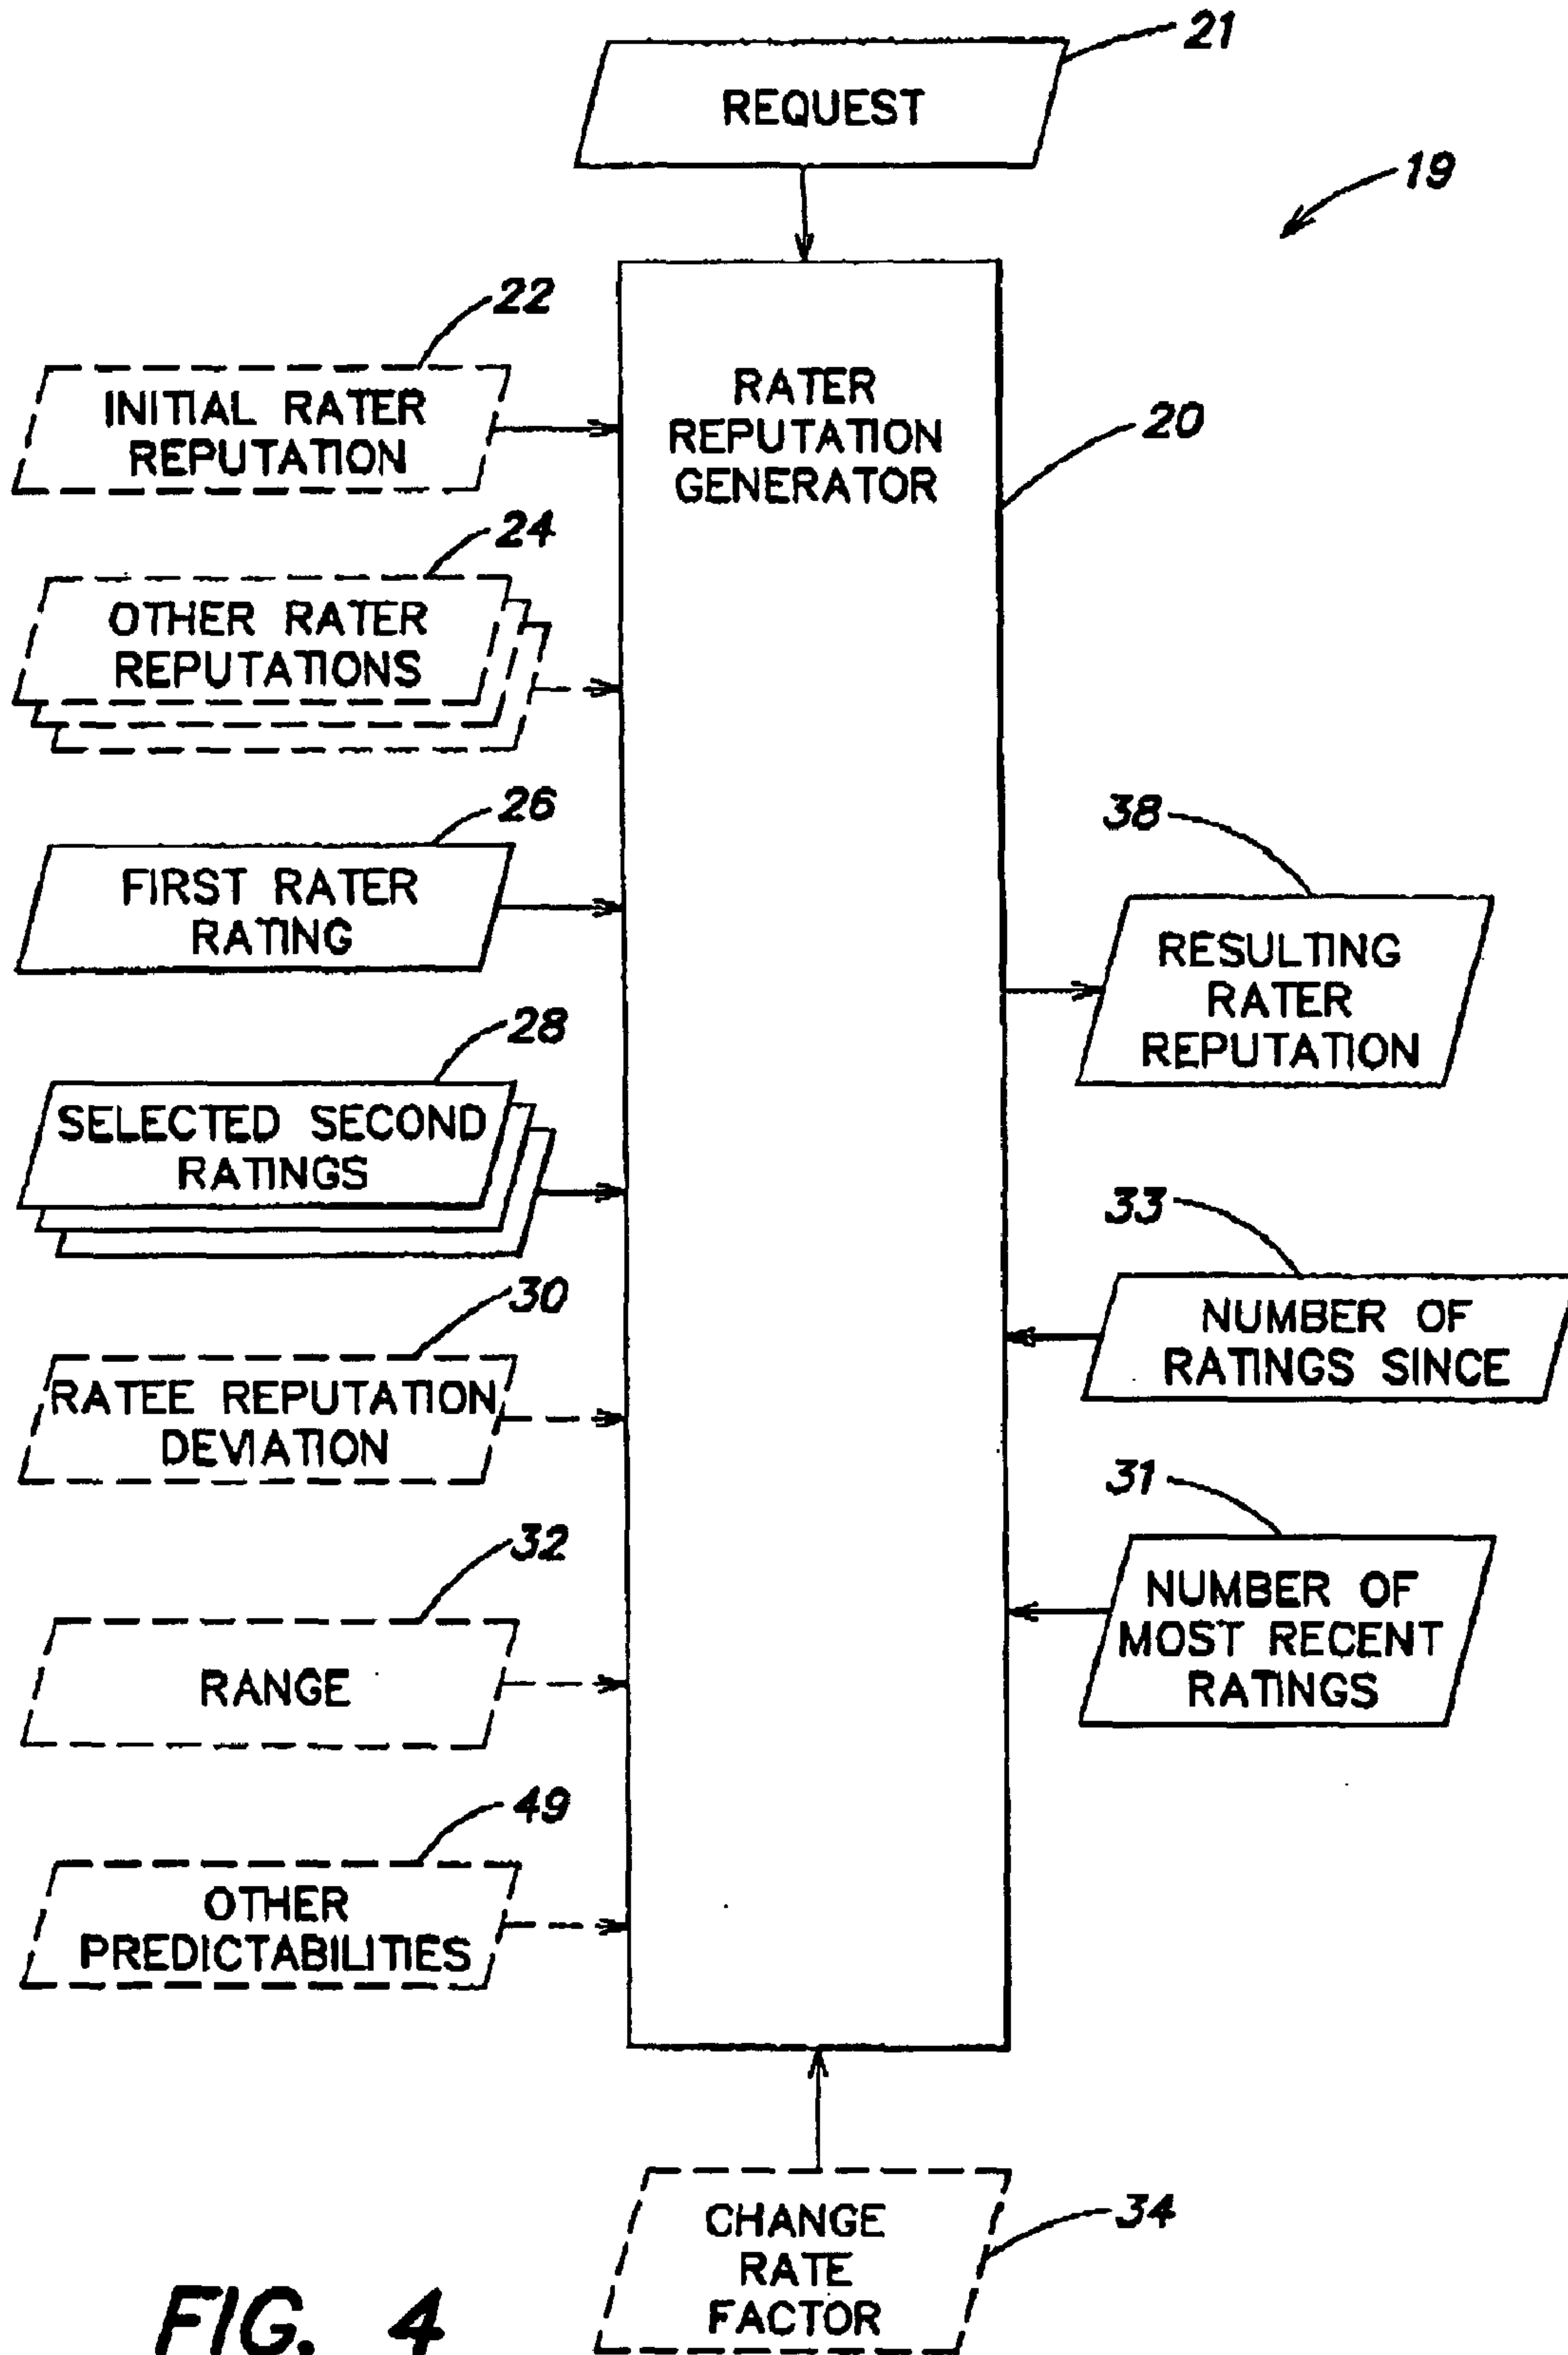 21
REQUEST
19
22
INITIAL RATER
REPUTATION
RATER
REPUTATION
GENERATOR
20
24
OTHER RATER
REPUTATIONS
26
FIRST RATER
RATING
38
RESULTING
RATER
REPUTATION
28
SELECTED SECOND
RATINGS
33
NUMBER OF
RATINGS SINCE
30
RATEE REPUTATION
DEVIATION
31
NUMBER OF
MOST RECENT
RATINGS
32
RANGE
49
OTHER
PREDICTABILITIES
34
CHANGE
RATE
FACTOR
FIG. 4